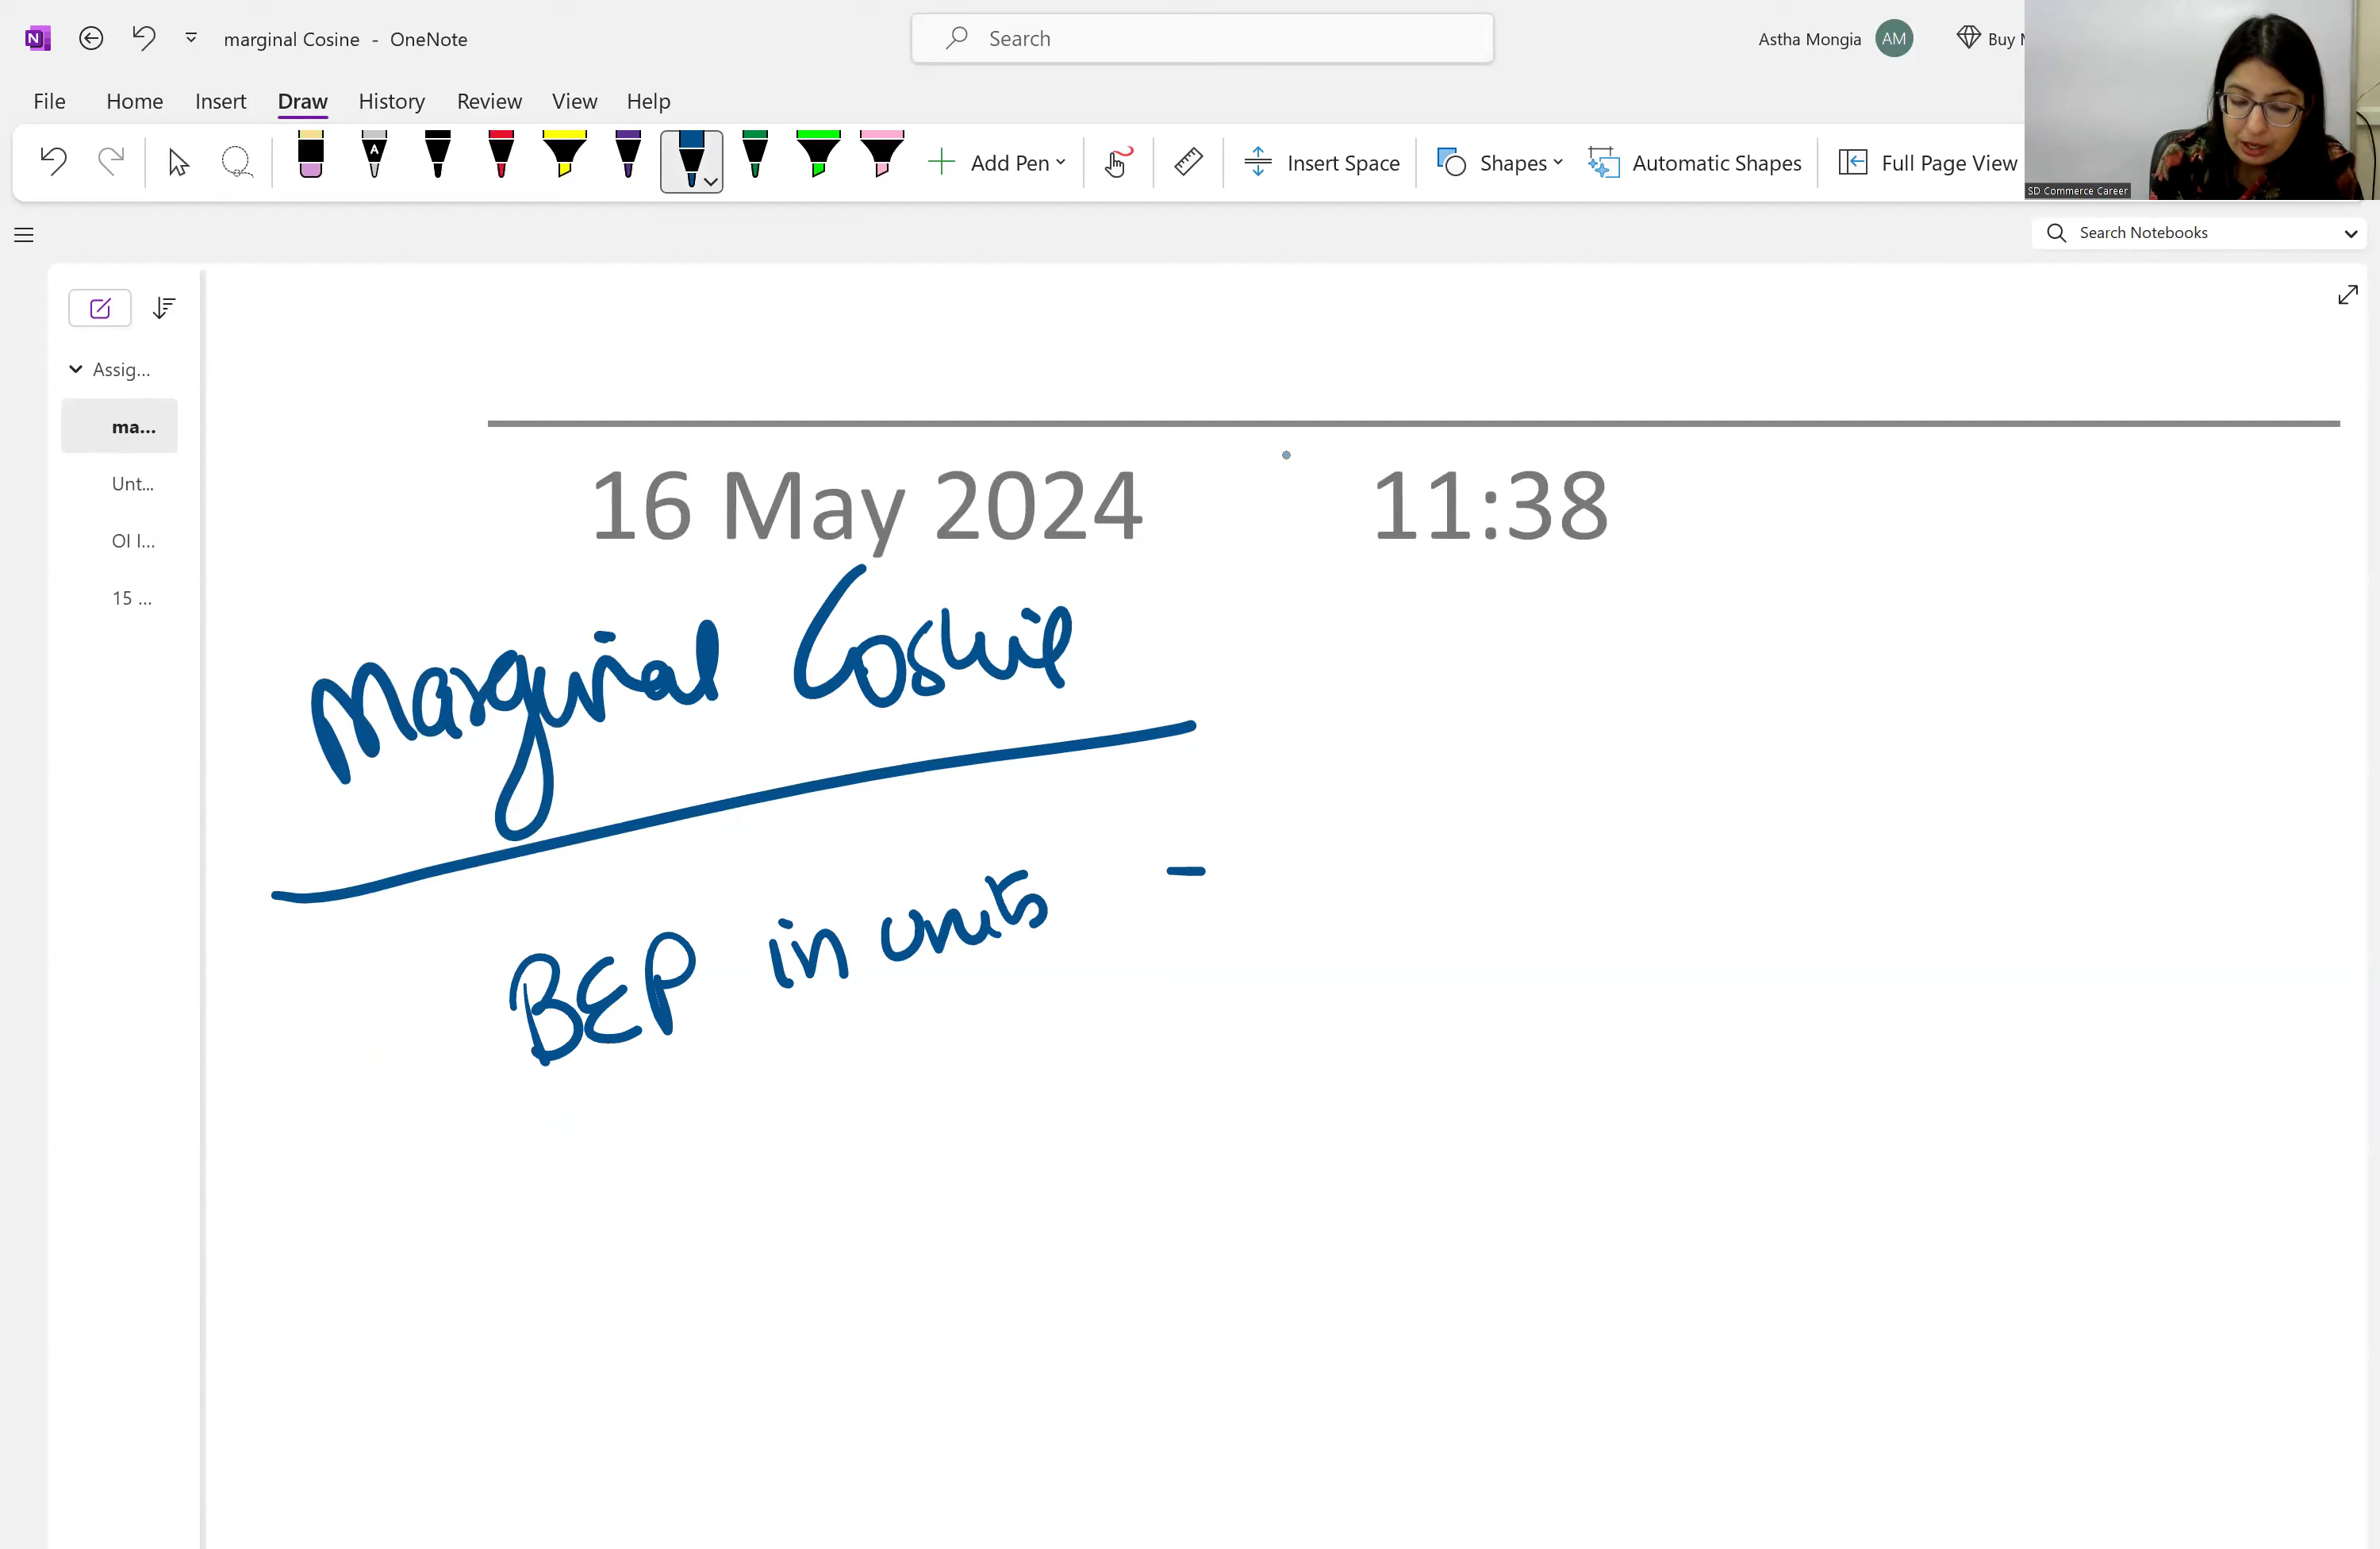 marginal Cosine - OneNote
Search
Astha Mongia AM
Buy
File Home Insert Draw History Review View Help
A
Add Pen Insert Space Shapes Automatic Shapes Full Page View
SD Commerce Career
Search Notebooks
Assig...
ma...
Unt...
OI I...
15 ...
16 May 2024 11:38
Marginal
BEP in units -